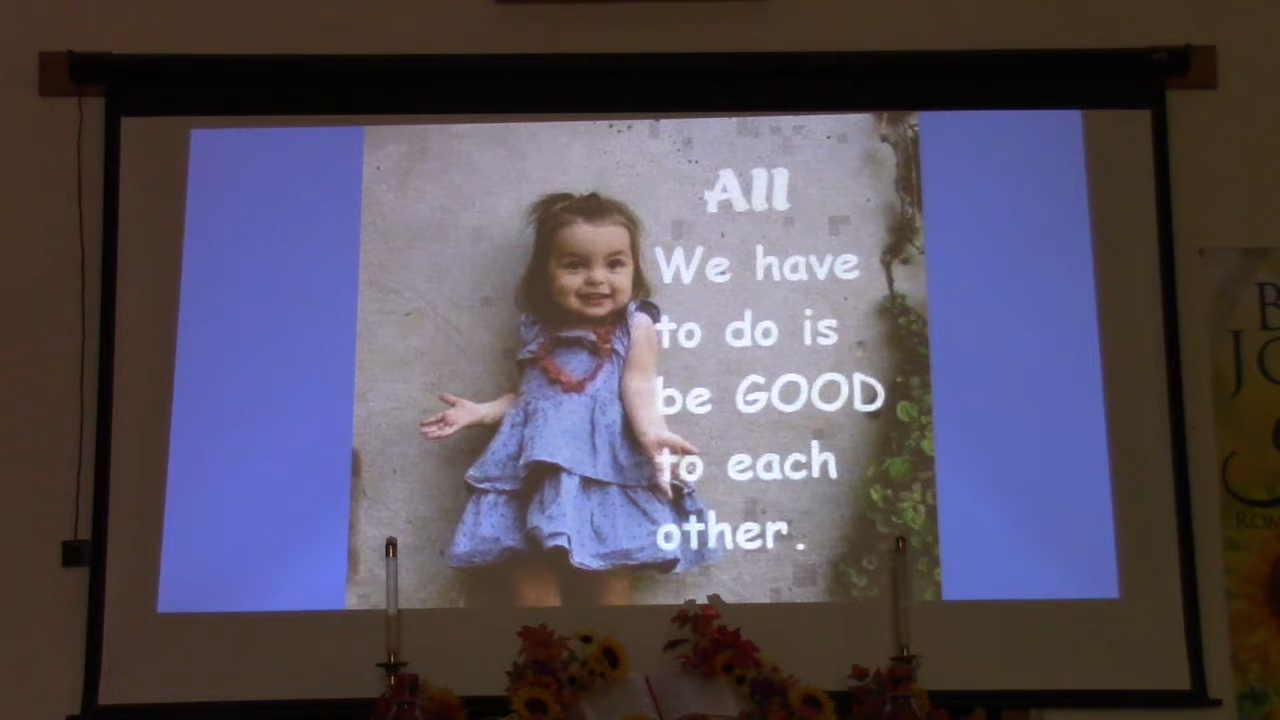 All
We have
to do is
be GOOD
to each
other.